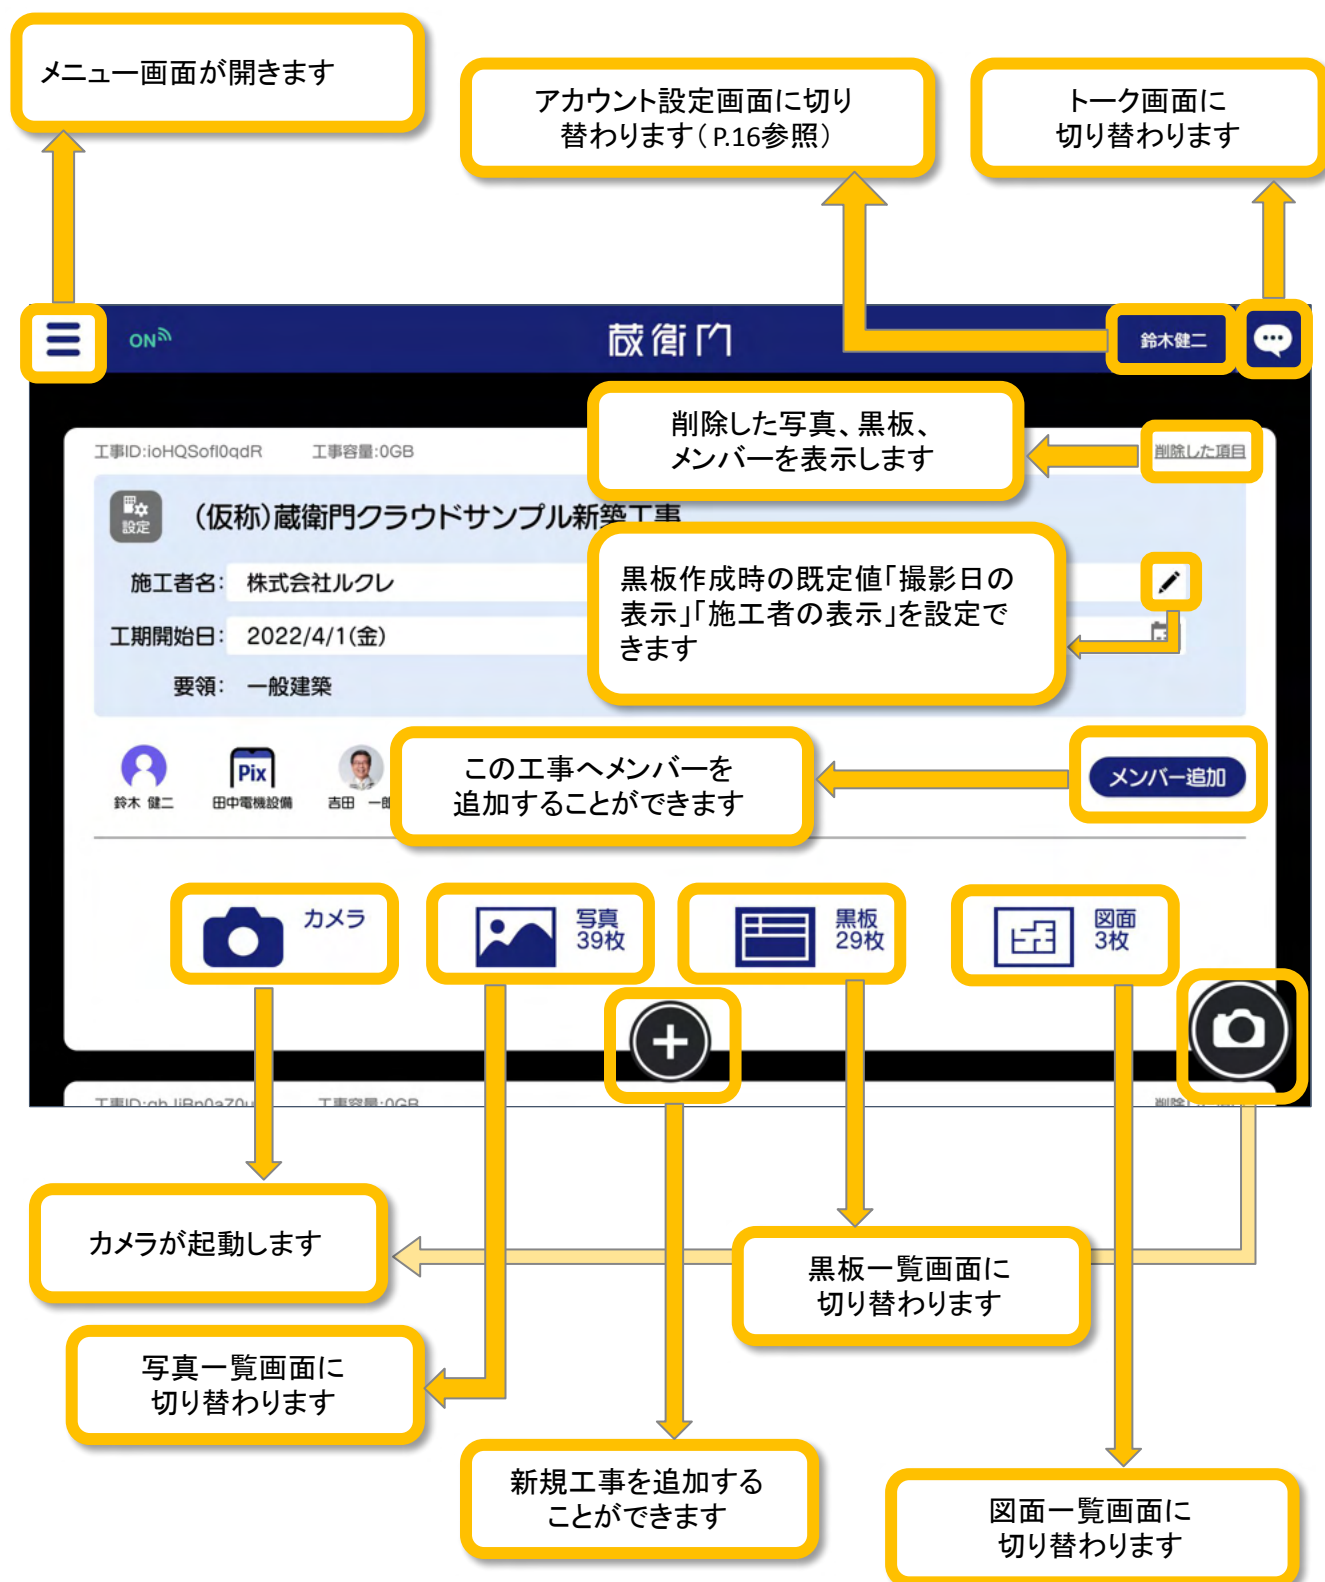 メニュー画面が開きます
アカウント設定画面に切り
替わります(P.16参照)
トーク画面に
切り替わります
ON
蔵衛門
鈴木健二
削除した写真、黒板、
メンバーを表示します
工事ID:ioHQSofl0qdR 工事容量:0GB
削除した項目
設定
(仮称)蔵衛門クラウドサンプル新築工事
黒板作成時の既定値「撮影日の
表示」「施工者の表示」を設定で
きます
施工者名: 株式会社ルクレ
工期開始日: 2022/4/1(金)
要領: 一般建築
Pix
鈴木 健二
田中電機設備
吉田 一郎
この工事へメンバーを
追加することができます
メンバー追加
カメラ
写真
39枚
黒板
29枚
図面
3枚
工事容量:0GB
カメラが起動します
黒板一覧画面に
切り替わります
写真一覧画面に
切り替わります
新規工事を追加する
ことができます
図面一覧画面に
切り替わります